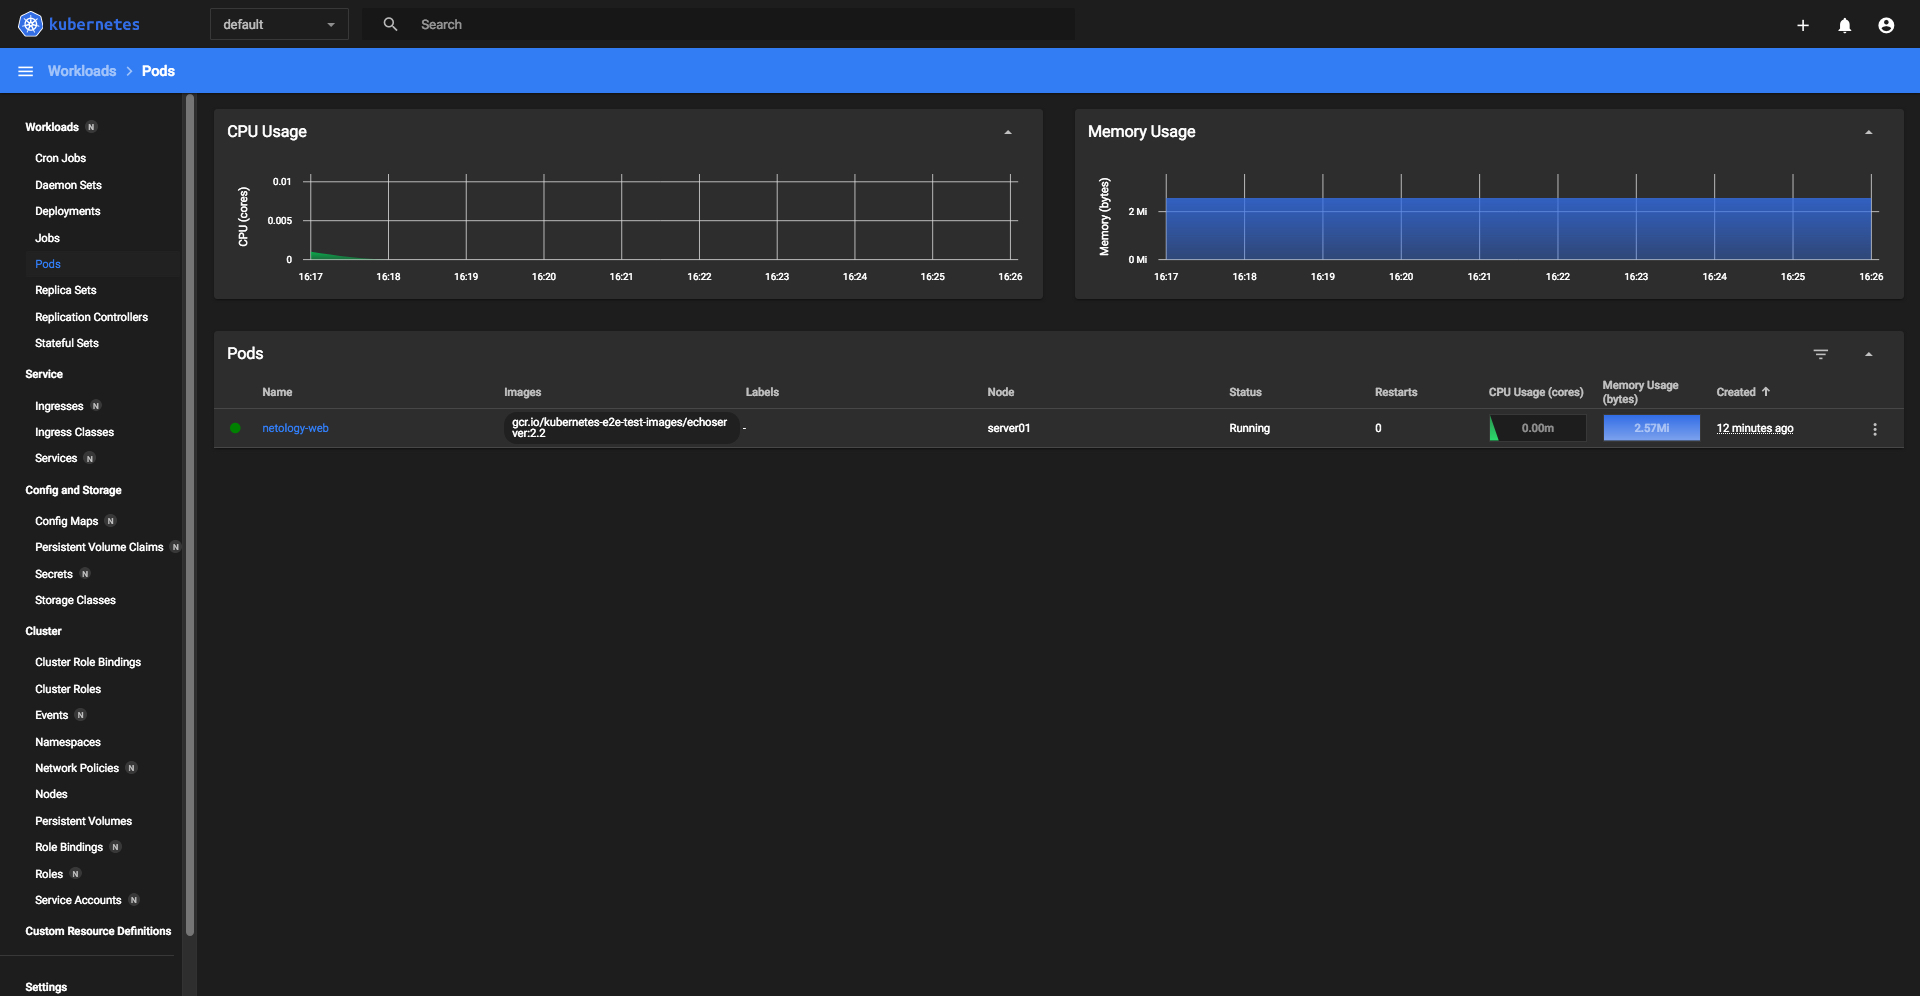 kubernetes
default
Search
Workloads > Pods
Workloads N
Cron Jobs
Daemon Sets
Deployments
Jobs
Pods
Replica Sets
Replication Controllers
Stateful Sets
Service
Ingresses N
Ingress Classes
Services N
Config and Storage
Config Maps N
Persistent Volume Claims N
Secrets N
Storage Classes
Cluster
Cluster Role Bindings
Cluster Roles
Events N
Namespaces
Network Policies N
Nodes
Persistent Volumes
Role Bindings N
Roles N
Service Accounts N
Custom Resource Definitions
Settings
CPU Usage
CPU (cores)
0.01
0.005
0
16:17 16:18 16:19 16:20 16:21 16:22 16:23 16:24 16:25 16:26
Memory Usage
Memory (bytes)
2 Mi
0 Mi
16:17 16:18 16:19 16:20 16:21 16:22 16:23 16:24 16:25 16:26
Pods
Name Images Labels Node Status Restarts CPU Usage (cores) Memory Usage Created
(bytes)
netology-web gcr.io/kubernetes-e2e-test-images/echoser - server01 Running 0 0.00m 2.57Mi 12 minutes ago
ver:2.2